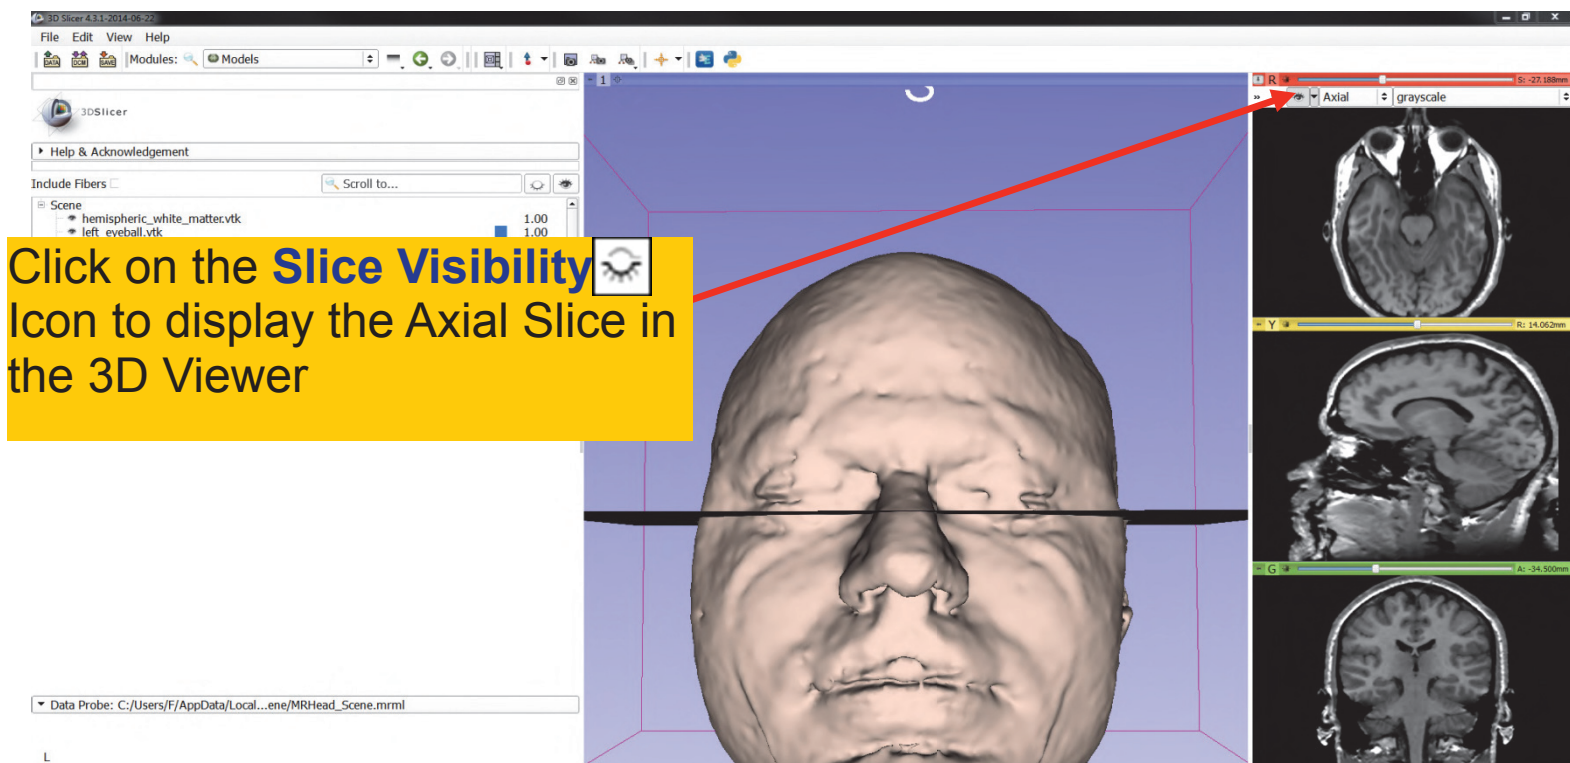 3D Slicer 4.3.1-2014-06-22
File Edit View Help
DATA DCM SAVE Modules: Models
1
R S: -27.188mm
» Axial grayscale
3DSlicer
Help & Acknowledgement
Include Fibers Scroll to...
Scene
hemispheric_white_matter.vtk 1.00
left_eyeball.vtk 1.00
Click on the Slice Visibility
Icon to display the Axial Slice in
the 3D Viewer
Y R: 14.062mm
G A: -34.500mm
Data Probe: C:/Users/F/AppData/Local...ene/MRHead_Scene.mrml
L